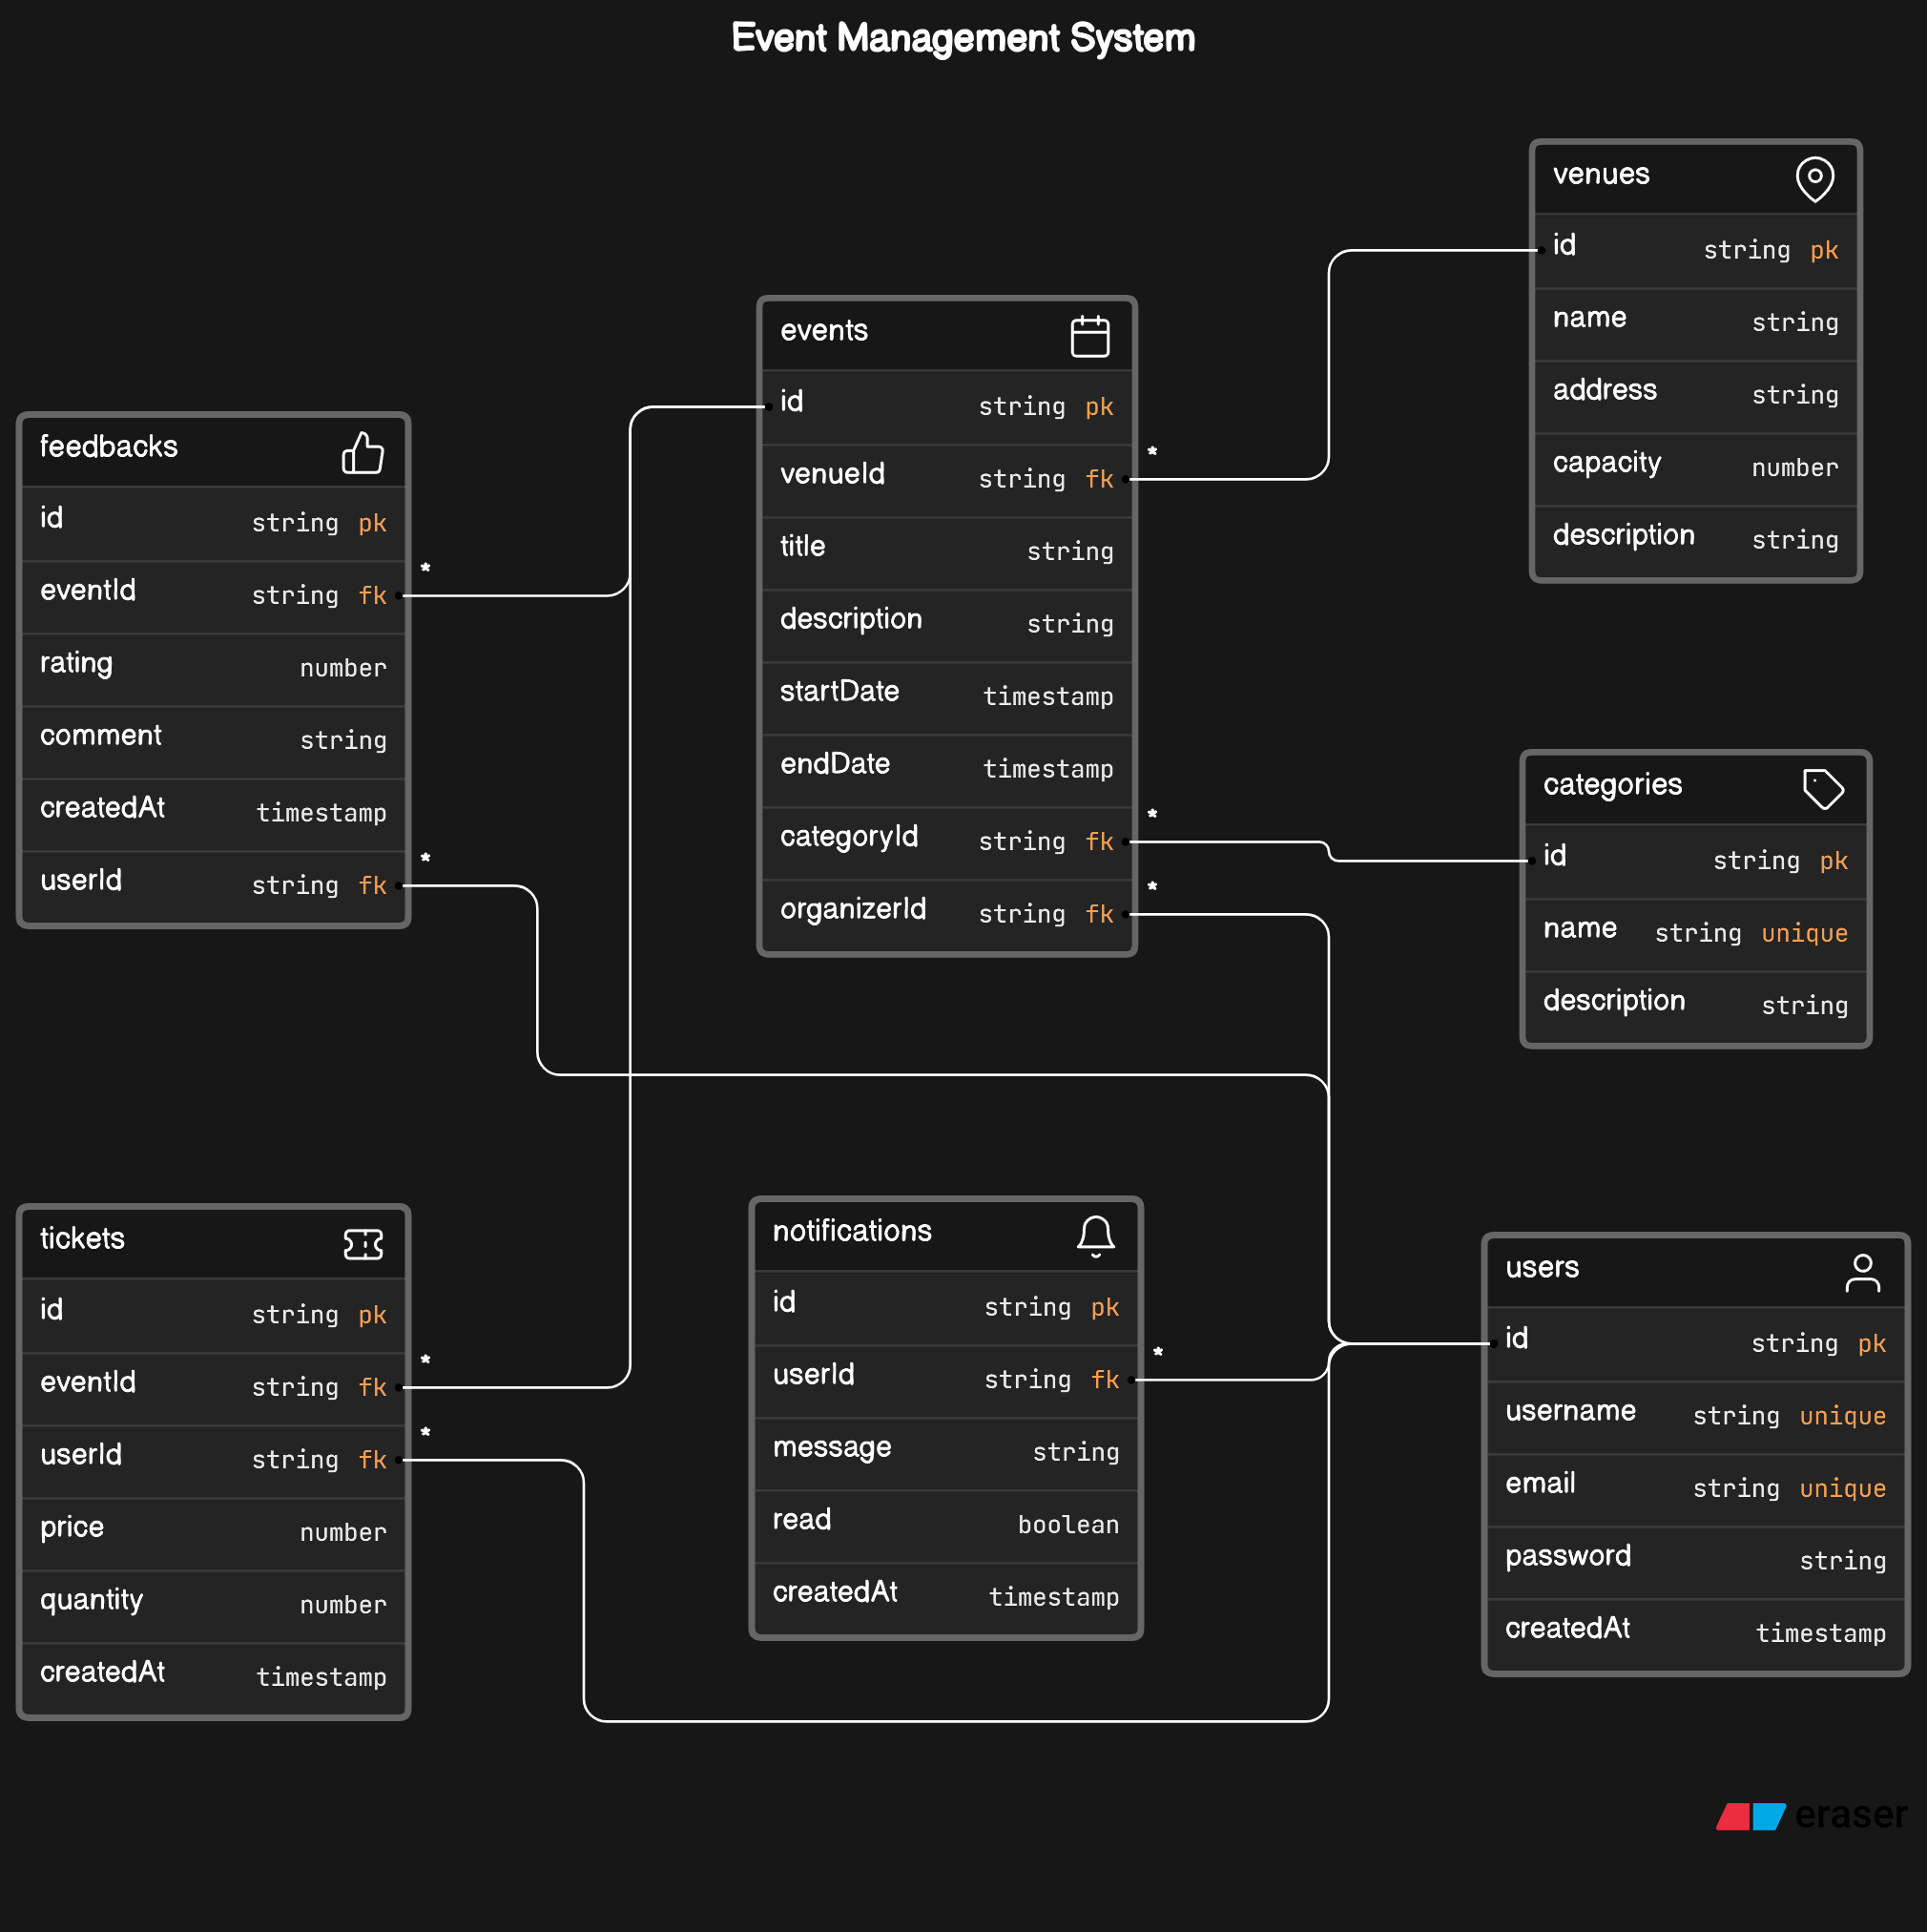 Event Management System
venues
id string pk
name string
address string
capacity number
description string
events
id string pk
*
venueId string fk
title string
description string
startDate timestamp
endDate timestamp
*
categoryId string fk
*
organizerId string fk
feedbacks
id string pk
*
eventId string fk
rating number
comment string
createdAt timestamp
*
userId string fk
categories
id string pk
name string unique
description string
tickets
id string pk
*
eventId string fk
*
userId string fk
price number
quantity number
createdAt timestamp
notifications
id string pk
*
userId string fk
message string
read boolean
createdAt timestamp
users
id string pk
username string unique
email string unique
password string
createdAt timestamp
eraser